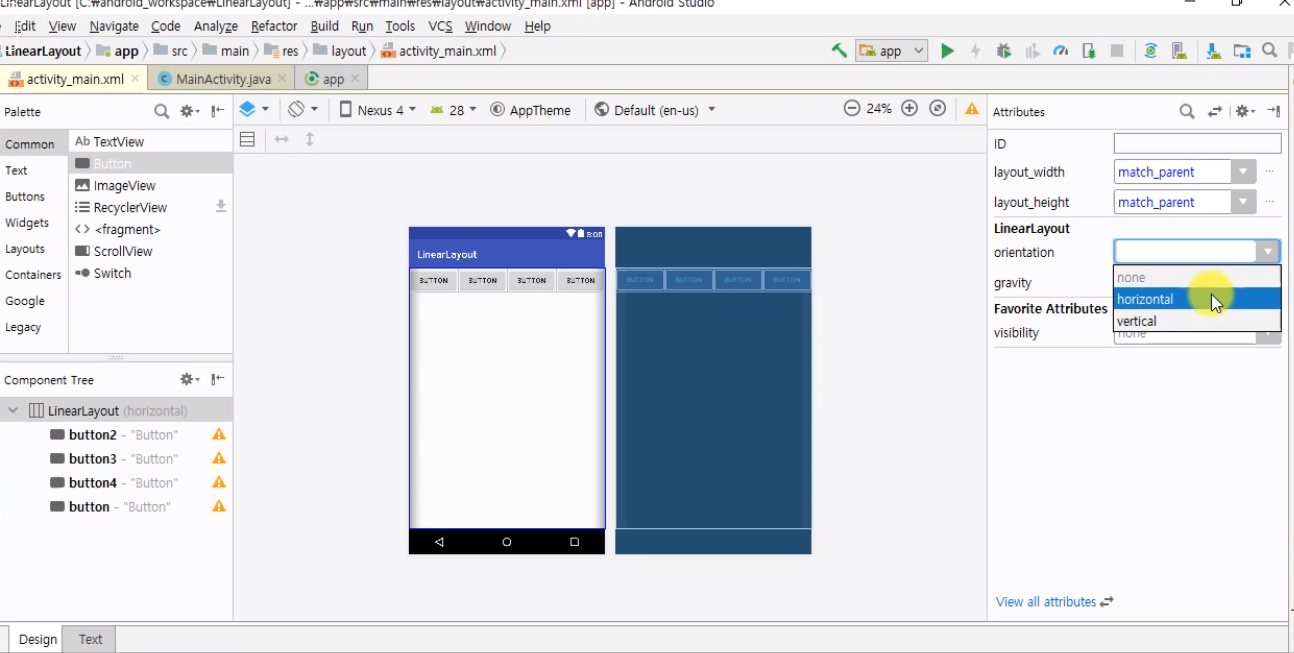 LinearLayout [C:₩android_workspace₩LinearLayout] - ...₩app₩src₩main₩res₩layout₩activity_main.xml [app] - Android Studio
Edit View Navigate Code Analyze Refactor Build Run Tools VCS Window Help
LinearLayout app src main res layout activity_main.xml app
activity_main.xml × MainActivity.java × app ×
Palette
Nexus 4 28 AppTheme Default (en-us) 24%
Attributes
Common
Text
Buttons
Widgets
Layouts
Containers
Google
Legacy
Ab TextView
Button
ImageView
RecyclerView
<> <fragment>
ScrollView
Switch
Component Tree
LinearLayout (horizontal)
button2 - "Button"
button3 - "Button"
button4 - "Button"
button - "Button"
8:00
LinearLayout
BUTTON BUTTON BUTTON BUTTON
BUTTON BUTTON BUTTON BUTTON
ID
layout_width match_parent ...
layout_height match_parent ...
LinearLayout
orientation
none
horizontal
vertical
gravity
Favorite Attributes
visibility none
View all attributes
Design Text